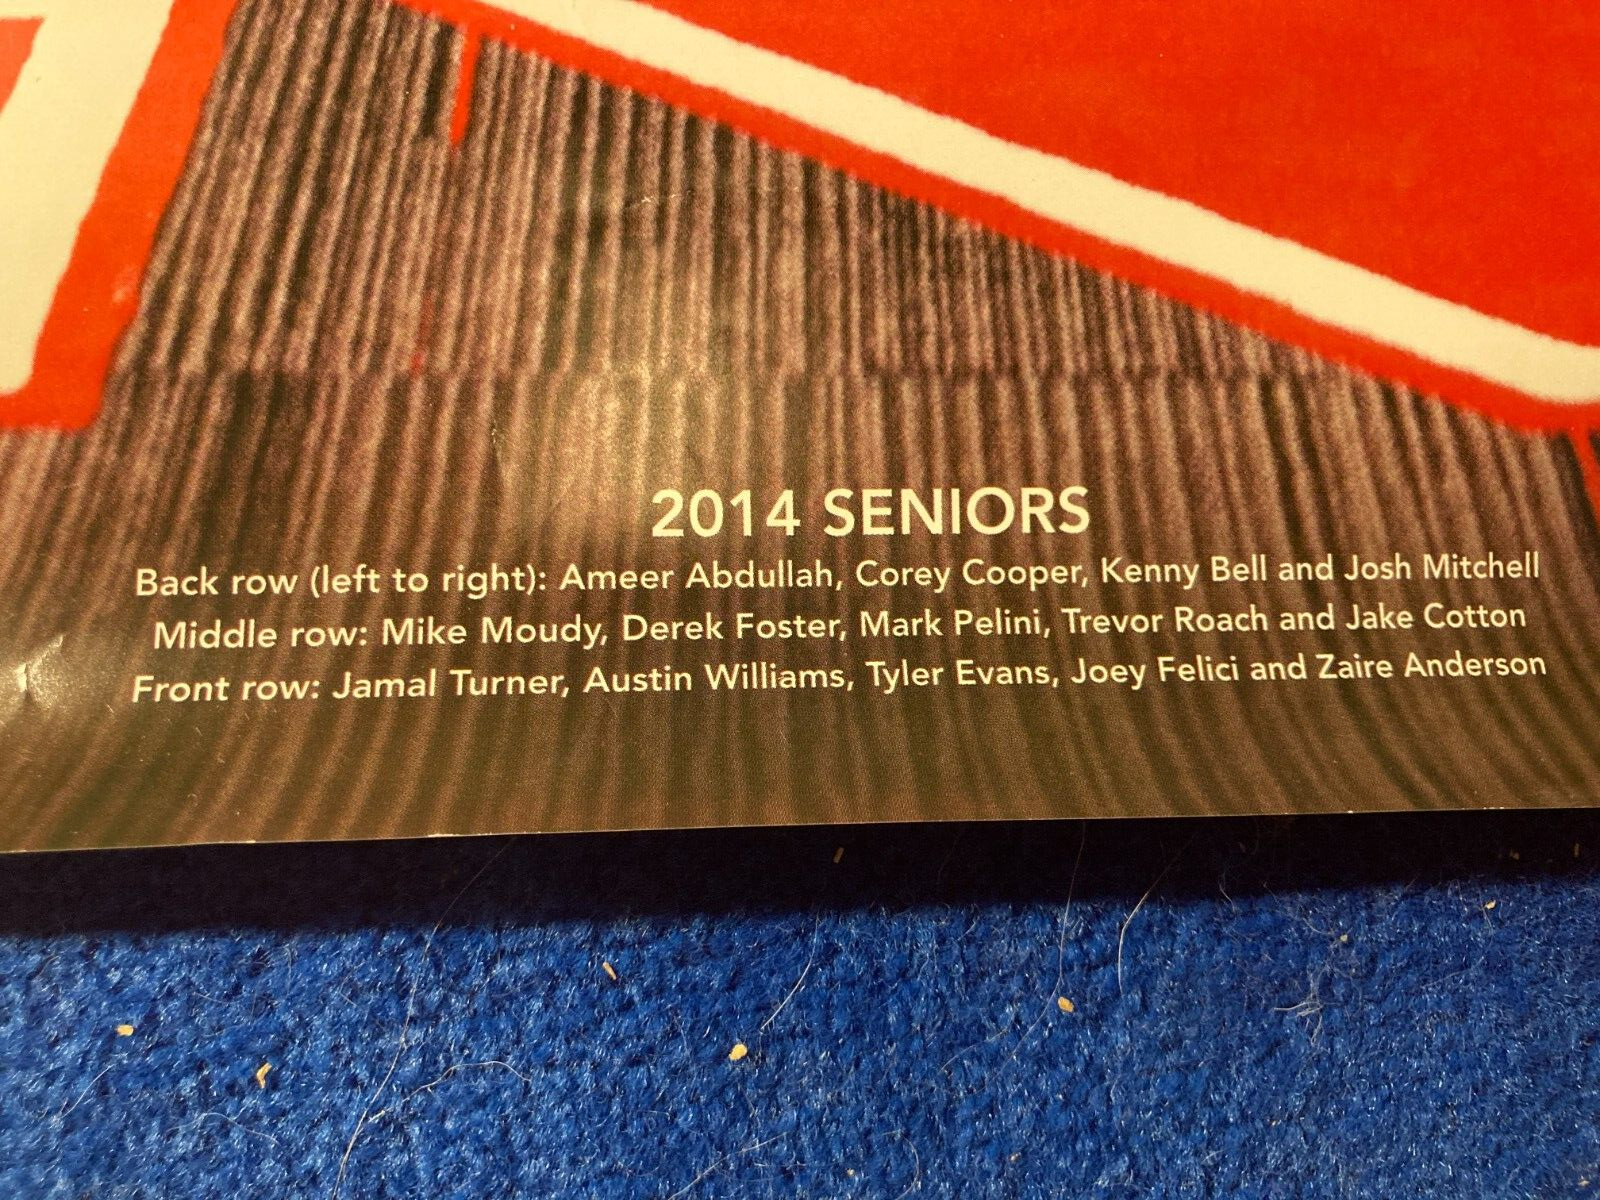 2014 SENIORS
Back row (left to right): Ameer Abdullah, Corey Cooper, Kenny Bell and Josh Mitchell
Middle row: Mike Moudy, Derek Foster, Mark Pelini, Trevor Roach and Jake Cotton
Front row: Jamal Turner, Austin Williams, Tyler Evans, Joey Felici and Zaire Anderson